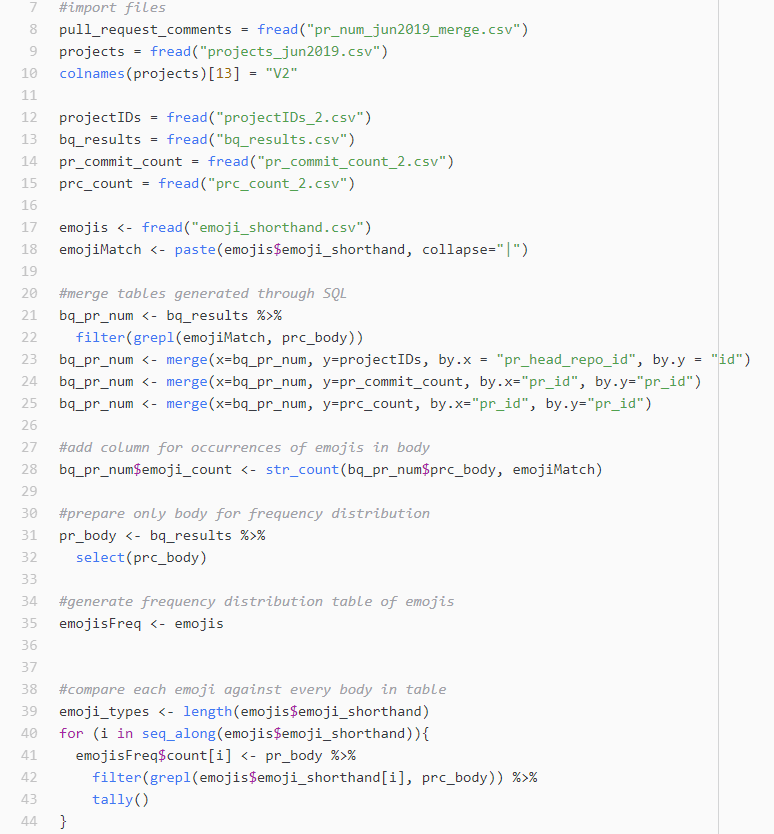 7 #import files
8 pull_request_comments = fread("pr_num_jun2019_merge.csv")
9 projects = fread("projects_jun2019.csv")
10 colnames(projects)[13] = "V2"
11
12 projectIDs = fread("projectIDs_2.csv")
13 bq_results = fread("bq_results.csv")
14 pr_commit_count = fread("pr_commit_count_2.csv")
15 prc_count = fread("prc_count_2.csv")
16
17 emojis <- fread("emoji_shorthand.csv")
18 emojiMatch <- paste(emojis$emoji_shorthand, collapse="|")
19
20 #merge tables generated through SQL
21 bq_pr_num <- bq_results %>%
22   filter(grepl(emojiMatch, prc_body))
23 bq_pr_num <- merge(x=bq_pr_num, y=projectIDs, by.x = "pr_head_repo_id", by.y = "id")
24 bq_pr_num <- merge(x=bq_pr_num, y=pr_commit_count, by.x="pr_id", by.y="pr_id")
25 bq_pr_num <- merge(x=bq_pr_num, y=prc_count, by.x="pr_id", by.y="pr_id")
26
27 #add column for occurrences of emojis in body
28 bq_pr_num$emoji_count <- str_count(bq_pr_num$prc_body, emojiMatch)
29
30 #prepare only body for frequency distribution
31 pr_body <- bq_results %>%
32   select(prc_body)
33
34 #generate frequency distribution table of emojis
35 emojisFreq <- emojis
36
37
38 #compare each emoji against every body in table
39 emoji_types <- length(emojis$emoji_shorthand)
40 for (i in seq_along(emojis$emoji_shorthand)){
41   emojisFreq$count[i] <- pr_body %>%
42     filter(grepl(emojis$emoji_shorthand[i], prc_body)) %>%
43     tally()
44 }